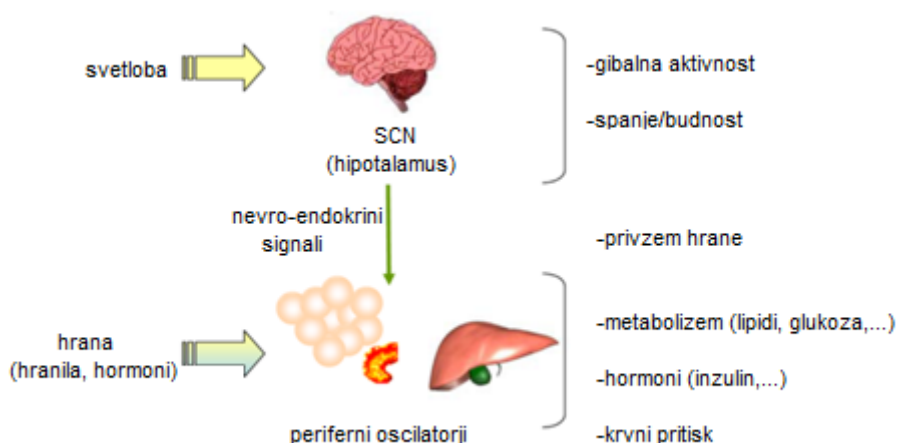 svetloba
SCN
(hipotalamus)
-gibalna aktivnost
-spanje/budnost
nevro-endokrini
signali
-privzem hrane
hrana
(hranila, hormoni)
-metabolizem (lipidi, glukoza,...)
-hormoni (inzulin,...)
periferni oscilatorji
-krvni pritisk